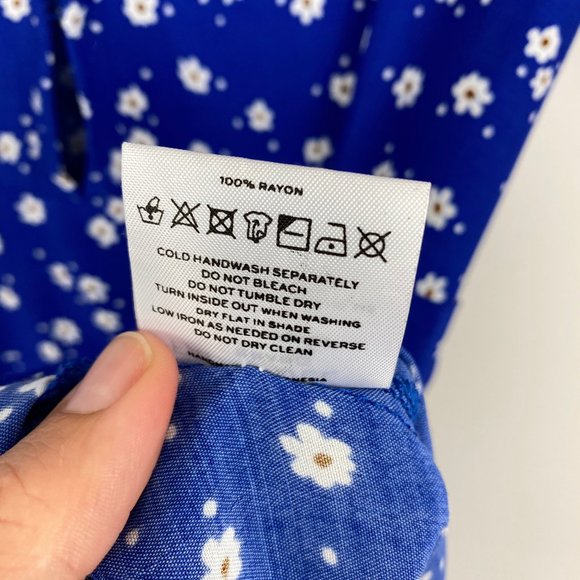 100% RAYON
COLD HANDWASH SEPARATELY
DO NOT BLEACH
DO NOT TUMBLE DRY
TURN INSIDE OUT WHEN WASHING
DRY FLAT IN SHADE
LOW IRON AS NEEDED ON REVERSE
DO NOT DRY CLEAN